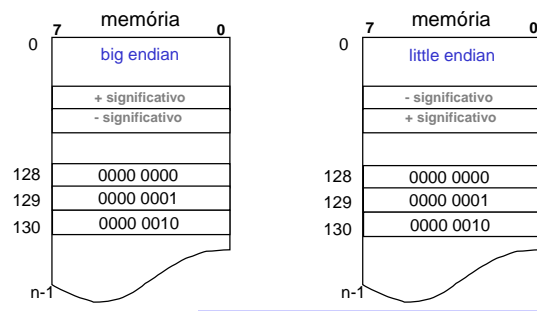 memória
7 0
0
big endian
+ significativo
- significativo
128 0000 0000
129 0000 0001
130 0000 0010
n-1
memória
7 0
0
little endian
- significativo
+ significativo
128 0000 0000
129 0000 0001
130 0000 0010
n-1